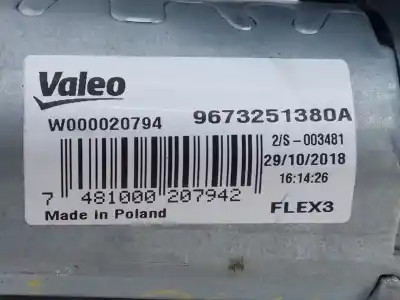 Valeo
W000020794 9673251380A
2/S-003481
29/10/2018
16:14:26
7 481000 207942
Made in Poland FLEX3